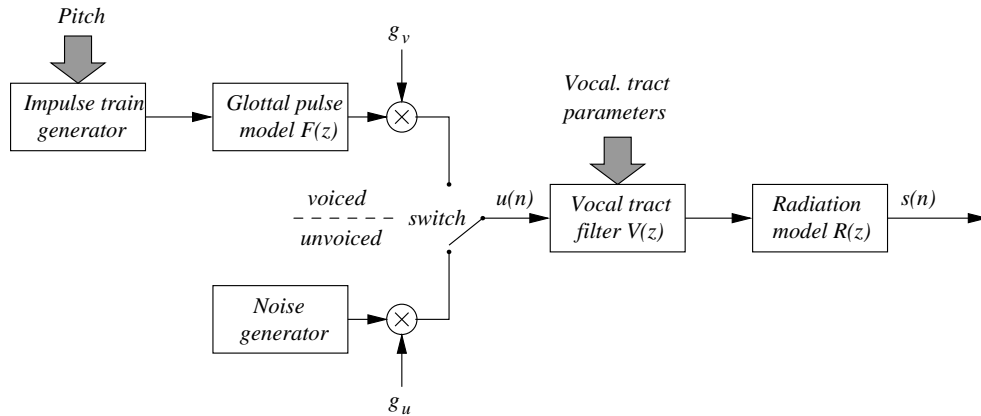 Pitch
Impulse train
generator
Glottal pulse
model F(z)
g_v
×
voiced
unvoiced
switch
u(n)
Vocal. tract
parameters
Vocal tract
filter V(z)
Radiation
model R(z)
s(n)
Noise
generator
×
g_u